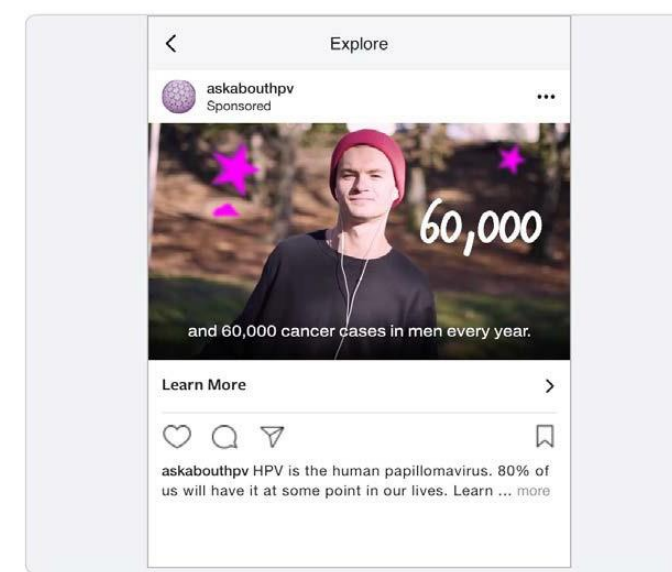 Explore
askabouthpv
Sponsored
60,000
and 60,000 cancer cases in men every year.
Learn More
askabouthpv HPV is the human papillomavirus. 80% of
us will have it at some point in our lives. Learn ... more